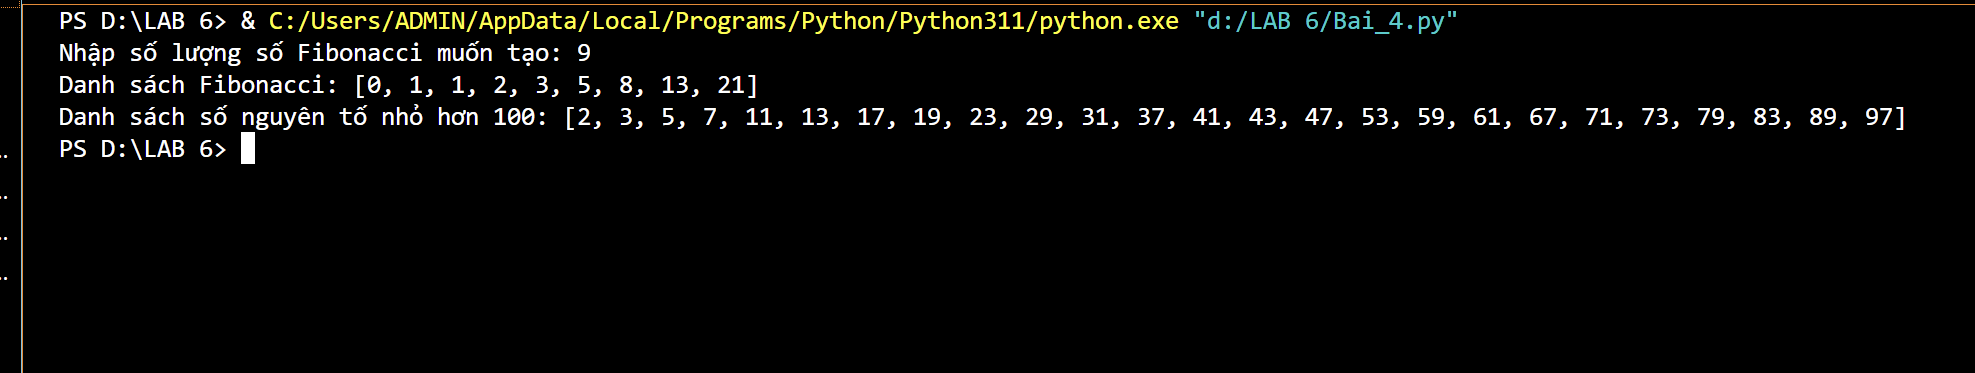 PS D:\LAB 6> & C:/Users/ADMIN/AppData/Local/Programs/Python/Python311/python.exe "d:/LAB 6/Bai_4.py"
Nhập số lượng số Fibonacci muốn tạo: 9
Danh sách Fibonacci: [0, 1, 1, 2, 3, 5, 8, 13, 21]
Danh sách số nguyên tố nhỏ hơn 100: [2, 3, 5, 7, 11, 13, 17, 19, 23, 29, 31, 37, 41, 43, 47, 53, 59, 61, 67, 71, 73, 79, 83, 89, 97]
PS D:\LAB 6>